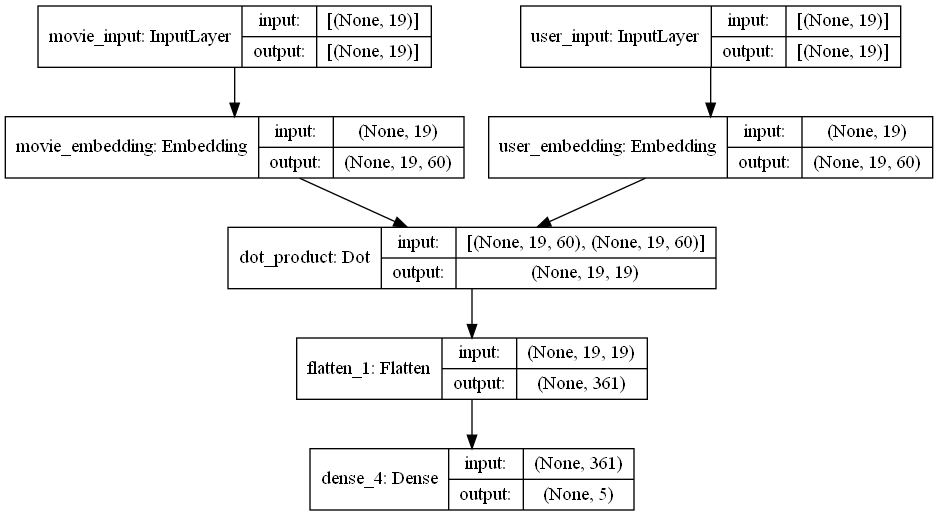 movie_input: InputLayer
input: [(None, 19)]
output: [(None, 19)]
user_input: InputLayer
input: [(None, 19)]
output: [(None, 19)]
movie_embedding: Embedding
input: (None, 19)
output: (None, 19, 60)
user_embedding: Embedding
input: (None, 19)
output: (None, 19, 60)
dot_product: Dot
input: [(None, 19, 60), (None, 19, 60)]
output: (None, 19, 19)
flatten_1: Flatten
input: (None, 19, 19)
output: (None, 361)
dense_4: Dense
input: (None, 361)
output: (None, 5)